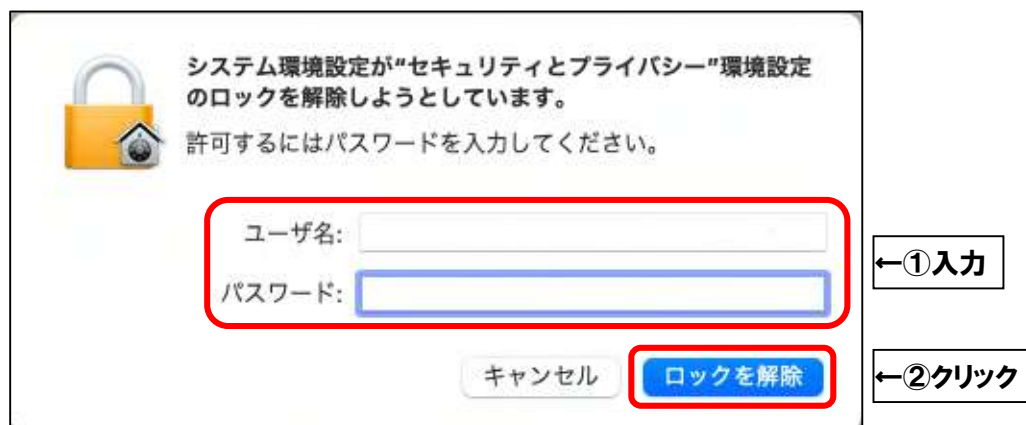 システム環境設定が“セキュリティとプライバシー”環境設定
のロックを解除しようとしています。
許可するにはパスワードを入力してください。
ユーザ名:
パスワード:
←①入力
キャンセル
ロックを解除
←②クリック